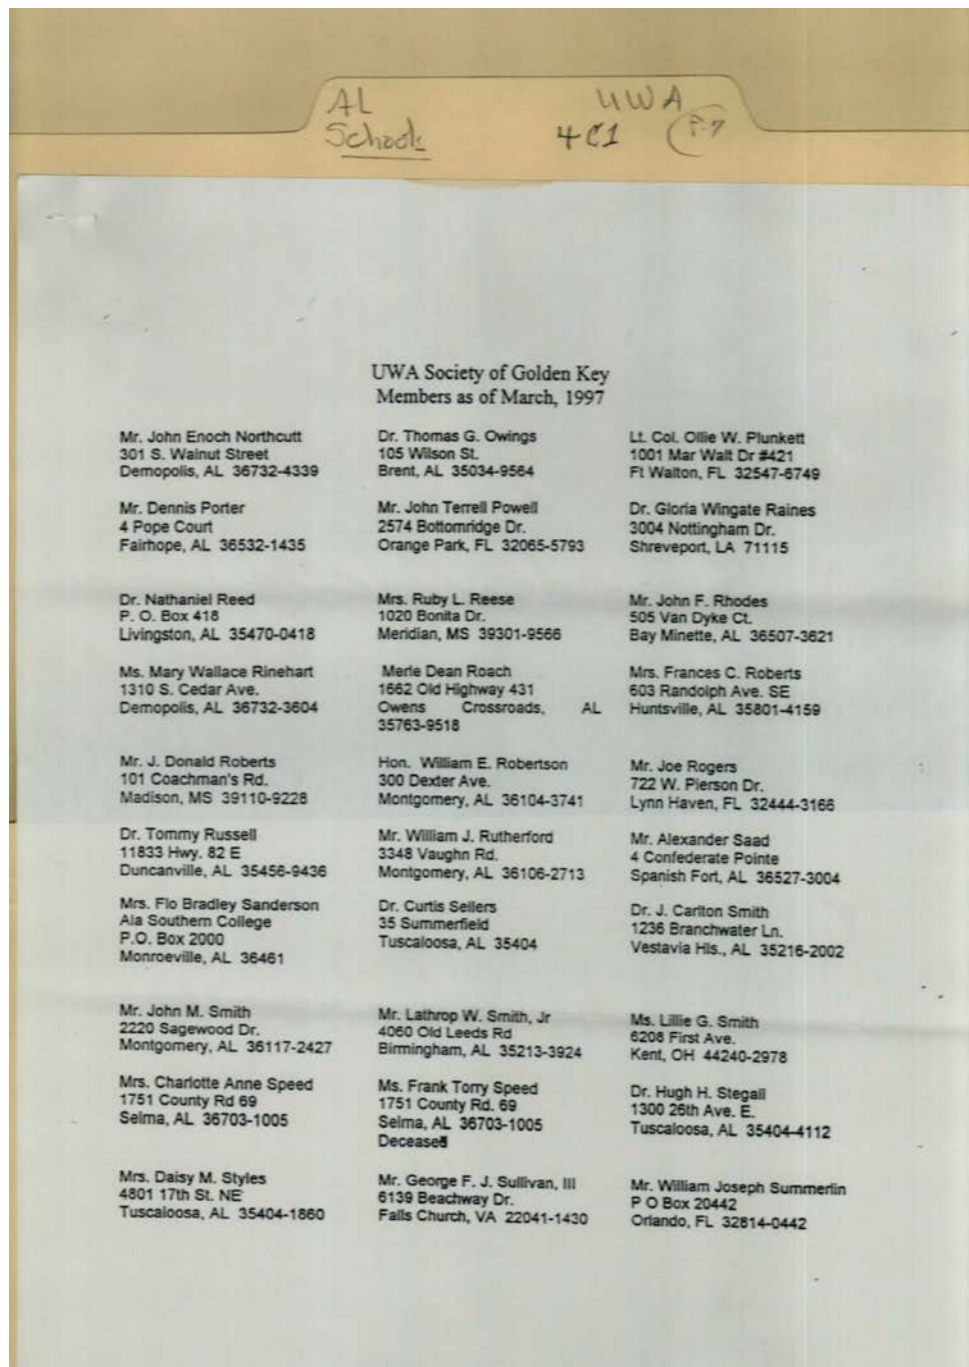 AL
Schools
UWA
4C1
P.7
UWA Society of Golden Key
Members as of March, 1997
Mr. John Enoch Northcutt
301 S. Walnut Street
Demopolis, AL 36732-4339
Dr. Thomas G. Owings
105 Wilson St.
Brent, AL 35034-9564
Lt. Col. Ollie W. Plunkett
1001 Mar Walt Dr #421
Ft Walton, FL 32547-6749
Mr. Dennis Porter
4 Pope Court
Fairhope, AL 36532-1435
Mr. John Terrell Powell
2574 Bottomridge Dr.
Orange Park, FL 32065-5793
Dr. Gloria Wingate Raines
3004 Nottingham Dr.
Shreveport, LA 71115
Dr. Nathaniel Reed
P. O. Box 418
Livingston, AL 35470-0418
Mrs. Ruby L. Reese
1020 Bonita Dr.
Meridian, MS 39301-9566
Mr. John F. Rhodes
505 Van Dyke Ct.
Bay Minette, AL 36507-3621
Ms. Mary Wallace Rinehart
1310 S. Cedar Ave.
Demopolis, AL 36732-3604
Merle Dean Roach
1662 Old Highway 431
Owens Crossroads, AL
35763-9518
Mrs. Frances C. Roberts
603 Randolph Ave. SE
Huntsville, AL 35801-4159
Mr. J. Donald Roberts
101 Coachman's Rd.
Madison, MS 39110-9228
Hon. William E. Robertson
300 Dexter Ave.
Montgomery, AL 36104-3741
Mr. Joe Rogers
722 W. Pierson Dr.
Lynn Haven, FL 32444-3166
Dr. Tommy Russell
11833 Hwy. 82 E
Duncanville, AL 35456-9436
Mr. William J. Rutherford
3348 Vaughn Rd.
Montgomery, AL 36106-2713
Mr. Alexander Saad
4 Confederate Pointe
Spanish Fort, AL 36527-3004
Mrs. Flo Bradley Sanderson
Ala Southern College
P.O. Box 2000
Monroeville, AL 36461
Dr. Curtis Sellers
35 Summerfield
Tuscaloosa, AL 35404
Dr. J. Carlton Smith
1236 Branchwater Ln.
Vestavia Hls., AL 35216-2002
Mr. John M. Smith
2220 Sagewood Dr.
Montgomery, AL 36117-2427
Mr. Lathrop W. Smith, Jr
4060 Old Leeds Rd
Birmingham, AL 35213-3924
Ms. Lillie G. Smith
6208 First Ave.
Kent, OH 44240-2978
Mrs. Charlotte Anne Speed
1751 County Rd 69
Selma, AL 36703-1005
Ms. Frank Torry Speed
1751 County Rd. 69
Selma, AL 36703-1005
Deceased
Dr. Hugh H. Stegall
1300 26th Ave. E.
Tuscaloosa, AL 35404-4112
Mrs. Daisy M. Styles
4801 17th St. NE
Tuscaloosa, AL 35404-1860
Mr. George F. J. Sullivan, III
6139 Beachway Dr.
Falls Church, VA 22041-1430
Mr. William Joseph Summerlin
P O Box 20442
Orlando, FL 32814-0442